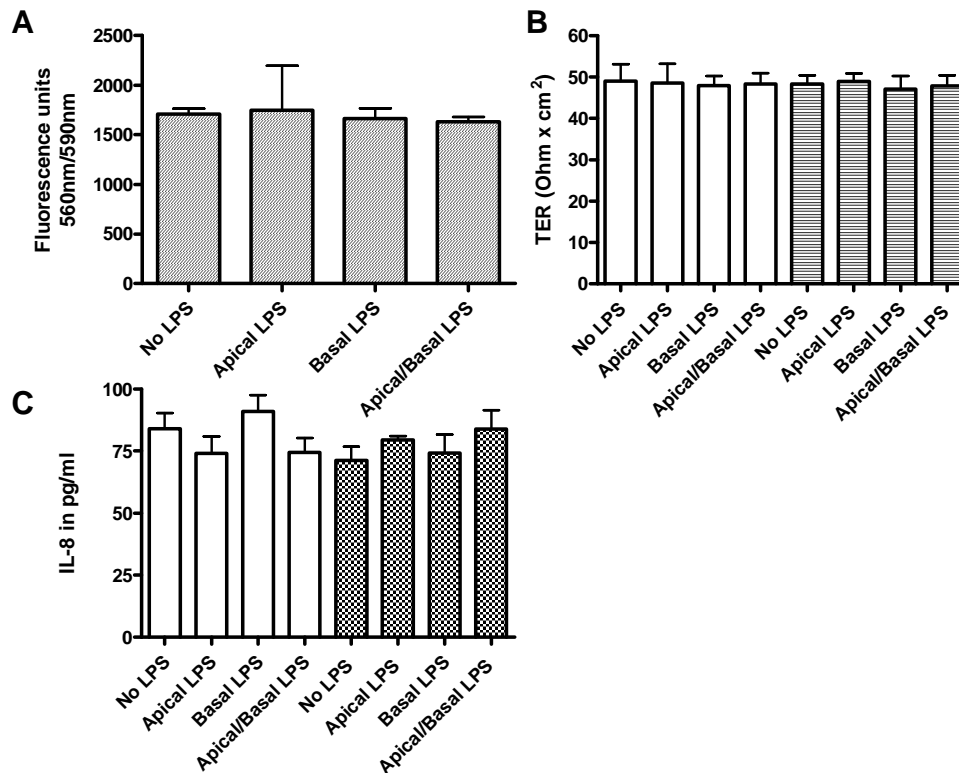 A
Fluorescence units
560nm/590nm
2500
2000
1500
1000
500
0
No LPS
Apical LPS
Basal LPS
Apical/Basal LPS
B
TER (Ohm x cm 2)
60
50
40
30
20
10
0
No LPS
Apical LPS
Basal LPS
Apical/Basal LPS
No LPS
Apical LPS
Basal LPS
Apical/Basal LPS
C
IL-8 in pg/ml
100
75
50
25
0
No LPS
Apical LPS
Basal LPS
Apical/Basal LPS
No LPS
Apical LPS
Basal LPS
Apical/Basal LPS